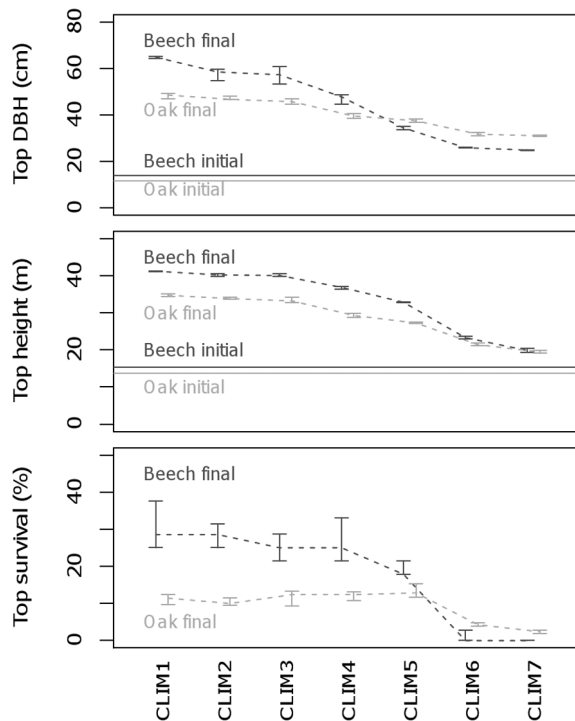 Top DBH (cm)
80
60
40
20
0
Beech final
Oak final
Beech initial
Oak initial
Top height (m)
40
20
0
Beech final
Oak final
Beech initial
Oak initial
Top survival (%)
40
20
0
Beech final
Oak final
CLIM1
CLIM2
CLIM3
CLIM4
CLIM5
CLIM6
CLIM7